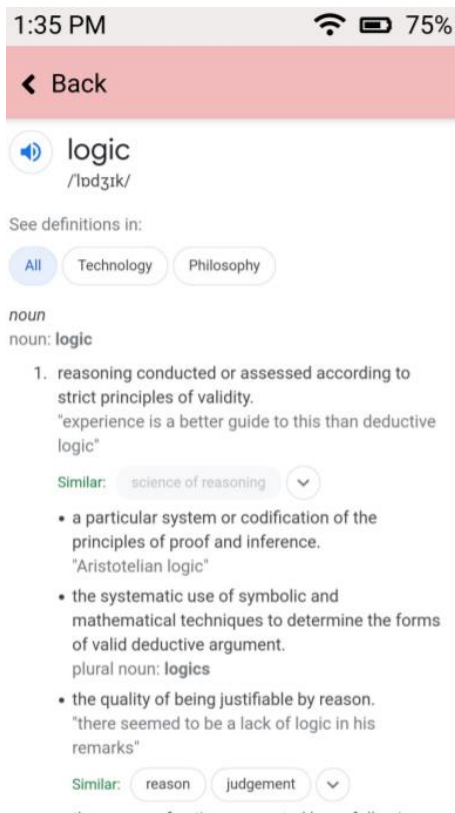 1:35 PM 75%
Back
logic
/ˈlɒdʒɪk/
See definitions in:
All Technology Philosophy
noun
noun: logic
1. reasoning conducted or assessed according to
strict principles of validity.
"experience is a better guide to this than deductive
logic"
Similar: science of reasoning
• a particular system or codification of the
principles of proof and inference.
"Aristotelian logic"
• the systematic use of symbolic and
mathematical techniques to determine the forms
of valid deductive argument.
plural noun: logics
• the quality of being justifiable by reason.
"there seemed to be a lack of logic in his
remarks"
Similar: reason judgement